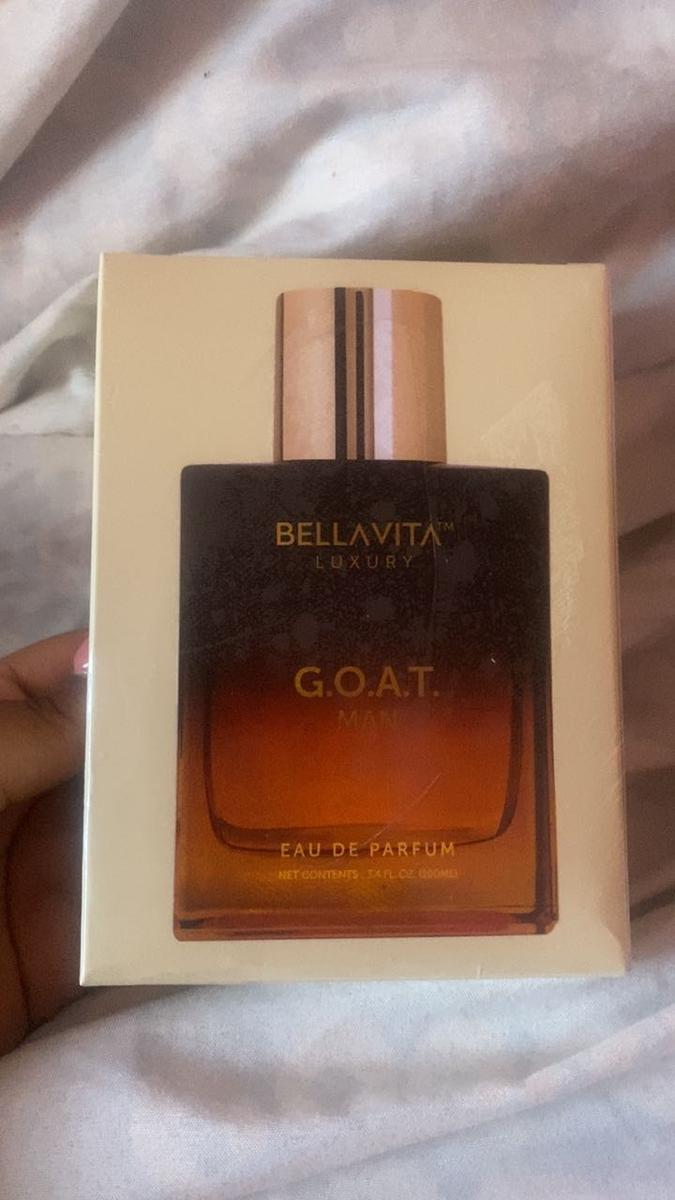 BELLAVITA™
LUXURY
G.O.A.T.
MAN
EAU DE PARFUM
NET CONTENTS . 3.4 FL. OZ. (100ML)